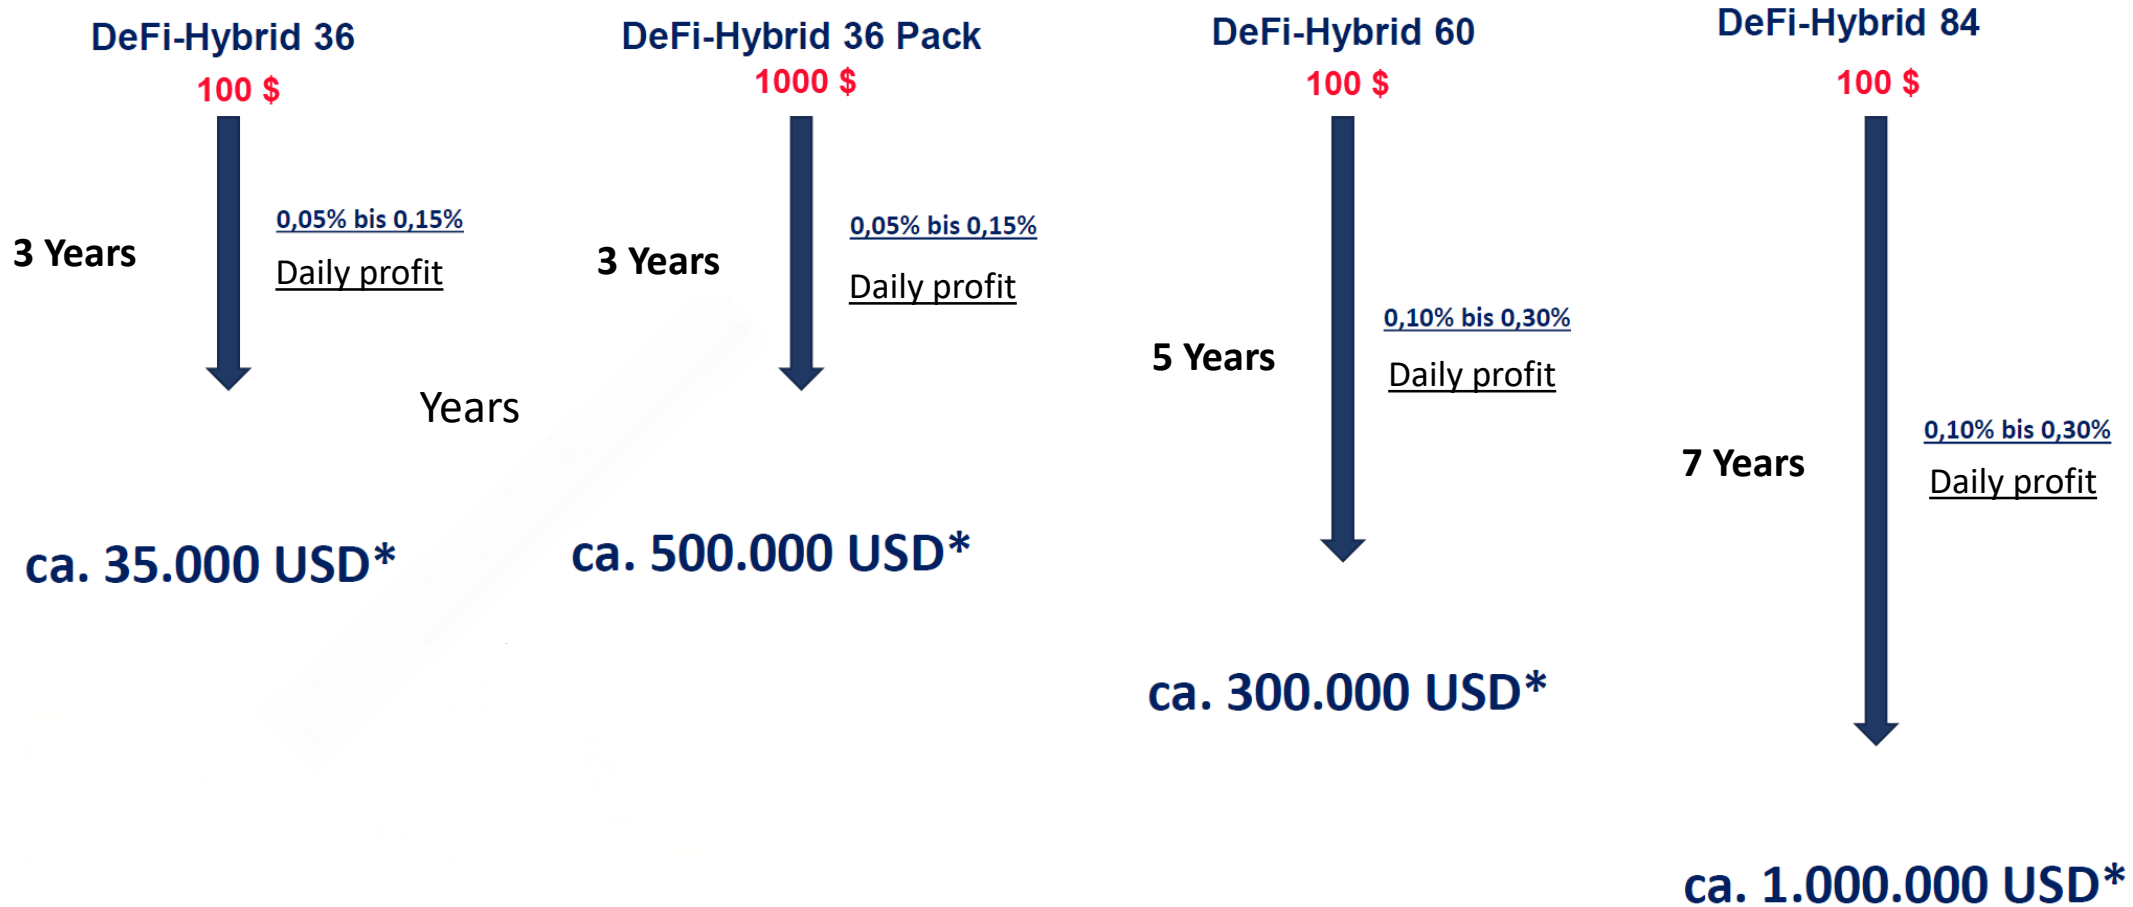 DeFi-Hybrid 36
100 $
3 Years
0,05% bis 0,15%
Daily profit
ca. 35.000 USD*
Years
DeFi-Hybrid 36 Pack
1000 $
3 Years
0,05% bis 0,15%
Daily profit
ca. 500.000 USD*
DeFi-Hybrid 60
100 $
5 Years
0,10% bis 0,30%
Daily profit
ca. 300.000 USD*
DeFi-Hybrid 84
100 $
7 Years
0,10% bis 0,30%
Daily profit
ca. 1.000.000 USD*